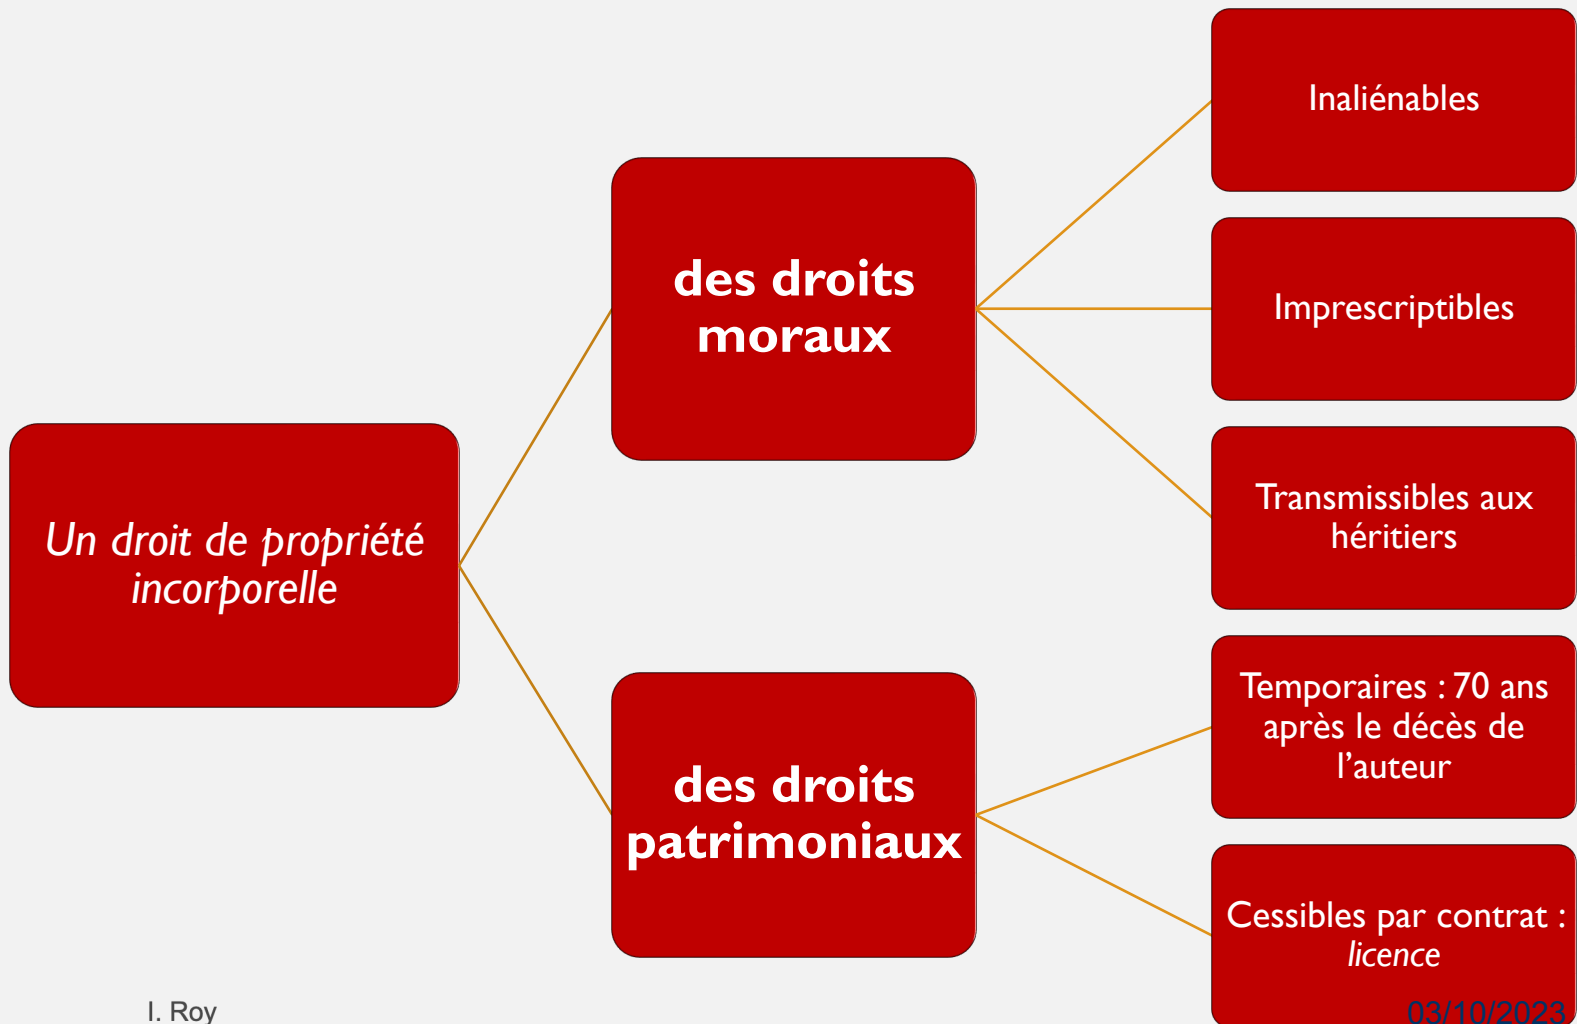 Un droit de propriété
incorporelle
des droits
moraux
Inaliénables
Imprescriptibles
Transmissibles aux
héritiers
des droits
patrimoniaux
Temporaires : 70 ans
après le décès de
l’auteur
Cessibles par contrat :
licence
I. Roy
03/10/2023